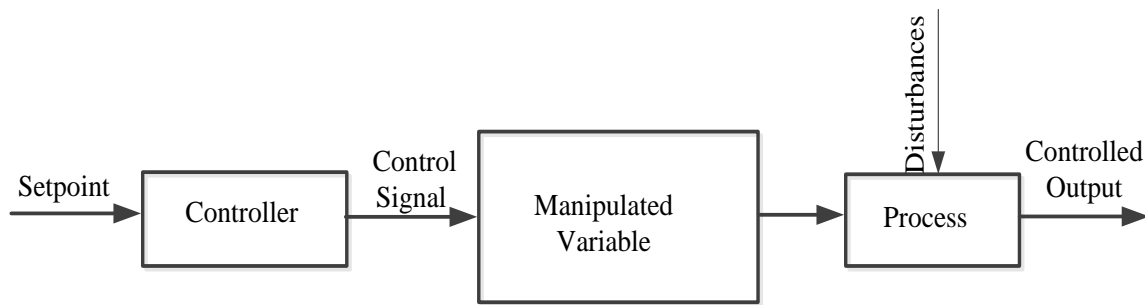 Setpoint
Controller
Control
Signal
Manipulated
Variable
Disturbances
Process
Controlled
Output